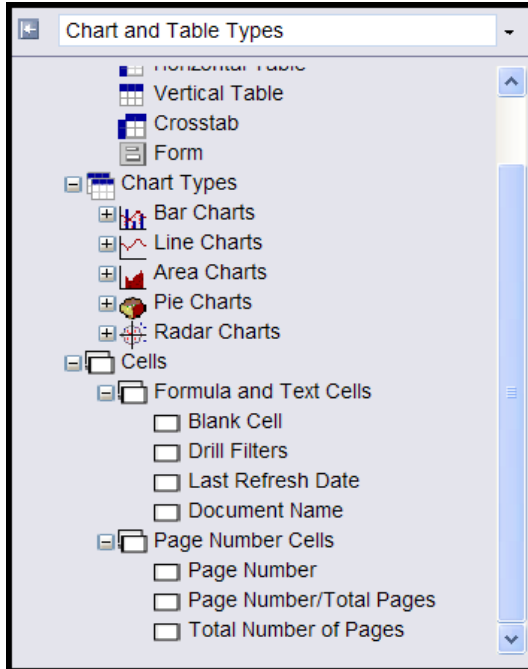 Chart and Table Types
Horizontal Table
Vertical Table
Crosstab
Form
Chart Types
Bar Charts
Line Charts
Area Charts
Pie Charts
Radar Charts
Cells
Formula and Text Cells
Blank Cell
Drill Filters
Last Refresh Date
Document Name
Page Number Cells
Page Number
Page Number/Total Pages
Total Number of Pages